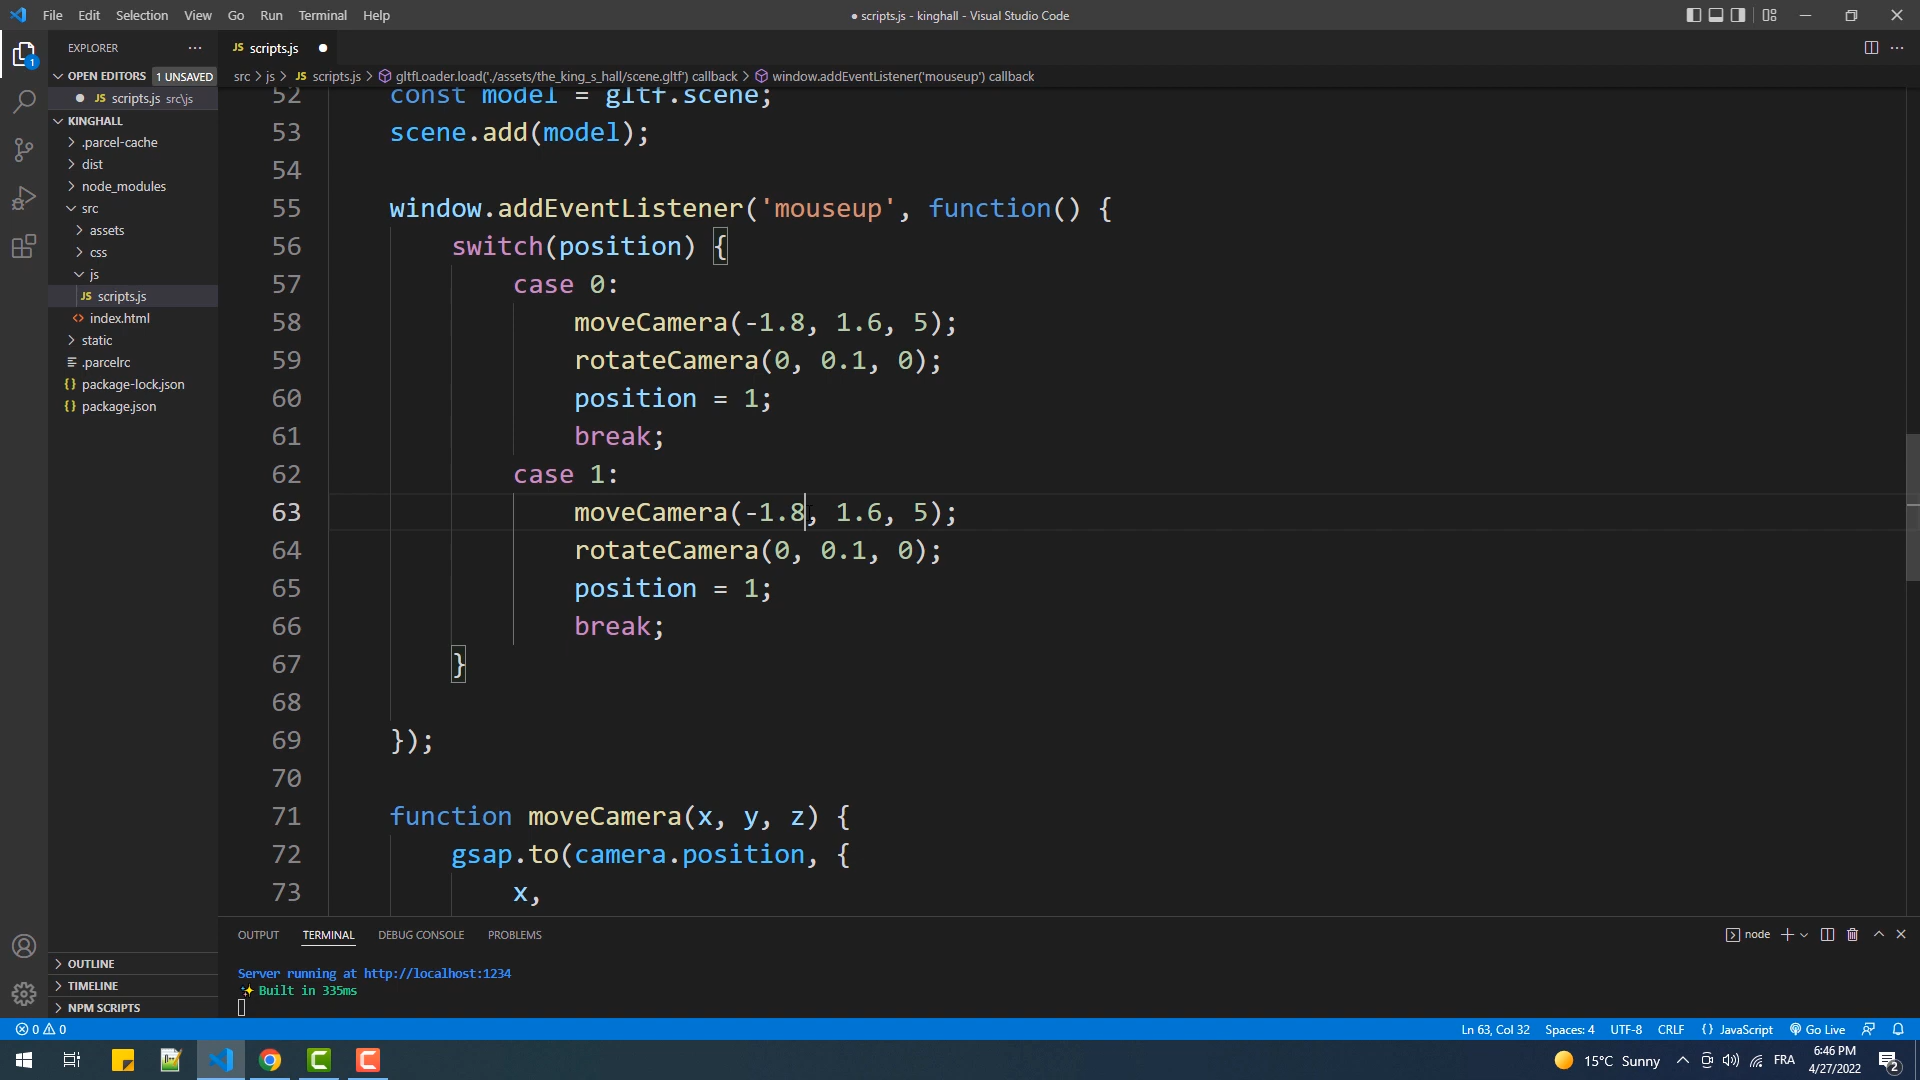 File Edit Selection View Go Run Terminal Help
● scripts.js - kinghall - Visual Studio Code
EXPLORER
OPEN EDITORS 1 UNSAVED
JS scripts.js src\js
KINGHALL
.parcel-cache
dist
node_modules
src
assets
css
js
JS scripts.js
index.html
static
.parcelrc
{} package-lock.json
{} package.json
OUTLINE
TIMELINE
NPM SCRIPTS
1
JS scripts.js
src > js > JS scripts.js > gltfLoader.load('./assets/the_king_s_hall/scene.gltf') callback > window.addEventListener('mouseup') callback
52 const model = gltf.scene;
53 scene.add(model);
54
55 window.addEventListener('mouseup', function() {
56 switch(position) {
57 case 0:
58 moveCamera(-1.8, 1.6, 5);
59 rotateCamera(0, 0.1, 0);
60 position = 1;
61 break;
62 case 1:
63 moveCamera(-1.8, 1.6, 5);
64 rotateCamera(0, 0.1, 0);
65 position = 1;
66 break;
67 }
68
69 });
70
71 function moveCamera(x, y, z) {
72 gsap.to(camera.position, {
73 x,
OUTPUT TERMINAL DEBUG CONSOLE PROBLEMS
node
Server running at http://localhost:1234
✨ Built in 335ms
0 0
Ln 63, Col 32 Spaces: 4 UTF-8 CRLF {} JavaScript Go Live
15°C Sunny FRA 6:46 PM
4/27/2022
2